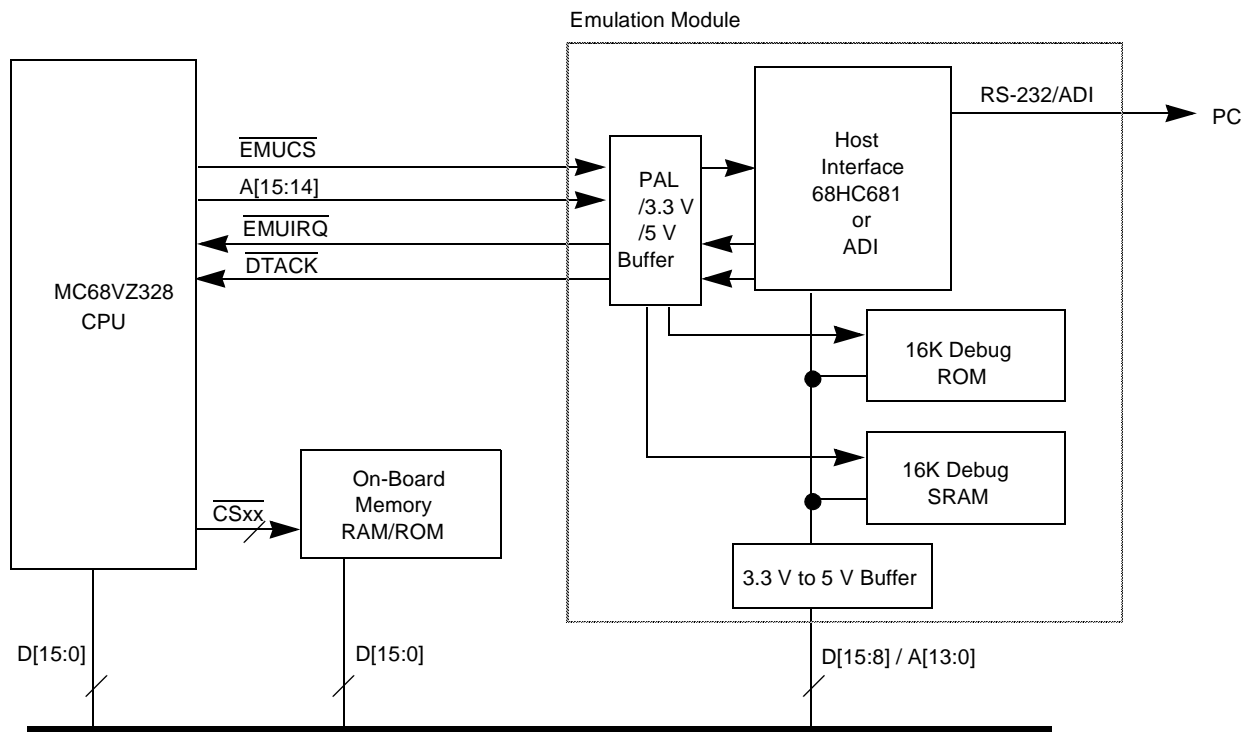 Emulation Module
RS-232/ADI
PC
Host
Interface
68HC681
or
ADI
EMUCS
A[15:14]
EMUIRQ
DTACK
PAL
/3.3 V
/5 V
Buffer
MC68VZ328
CPU
16K Debug
ROM
16K Debug
SRAM
On-Board
Memory
RAM/ROM
CSxx
3.3 V to 5 V Buffer
D[15:0]
D[15:0]
D[15:8] / A[13:0]